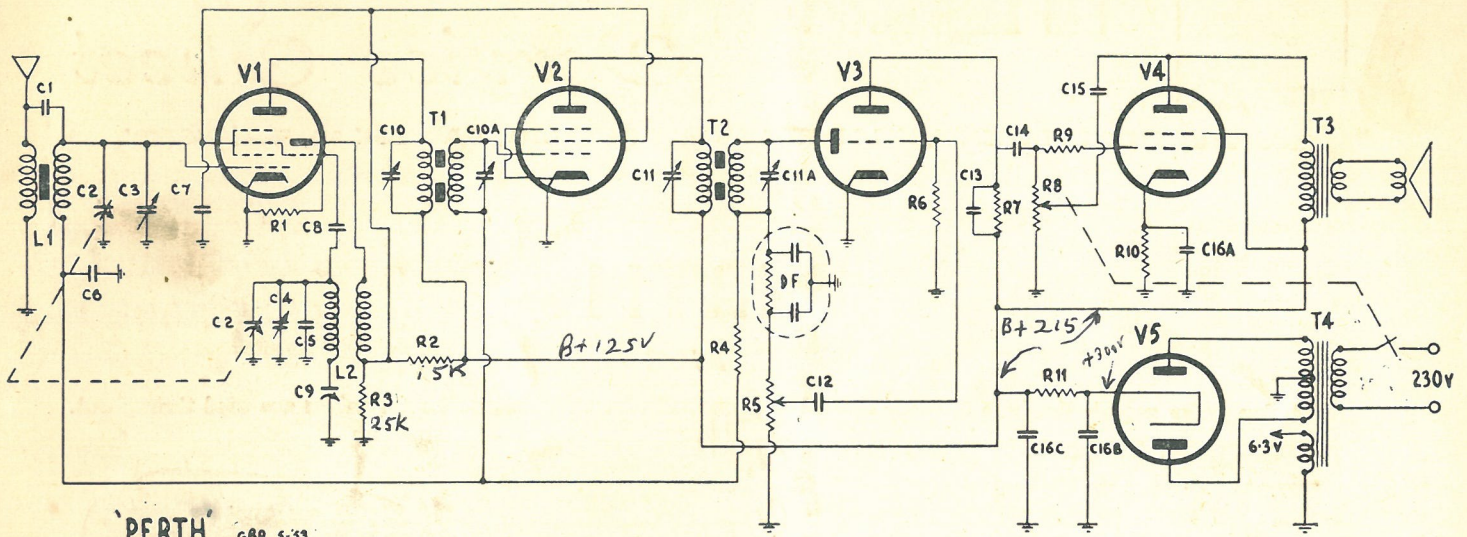 V1
V2
V3
V4
C1
C15
T1
T2
T3
C10
C10A
C14
R9
C2
C3
C7
C11
C11A
C13
R7
R8
R6
R1
C8
L1
R10
C16A
C6
DF
C2
C4
C5
R2
B+125V
R4
B+215
V5
T4
15K
+300V
L2
C9
R3
25K
R5
C12
R11
230V
C16C
C16B
6·3V
'PERTH'